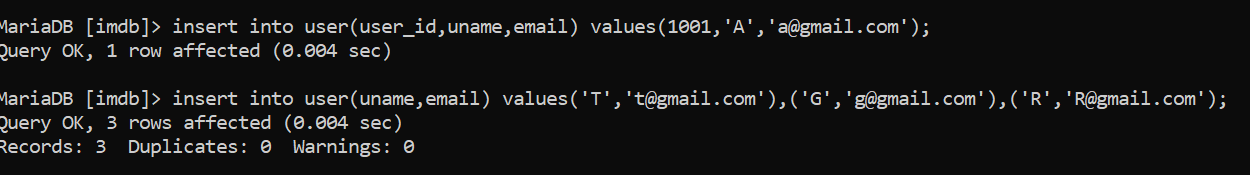 MariaDB [imdb]> insert into user(user_id,uname,email) values(1001,'A','a@gmail.com');
Query OK, 1 row affected (0.004 sec)
MariaDB [imdb]> insert into user(uname,email) values('T','t@gmail.com'),('G','g@gmail.com'),('R','R@gmail.com');
Query OK, 3 rows affected (0.004 sec)
Records: 3  Duplicates: 0  Warnings: 0